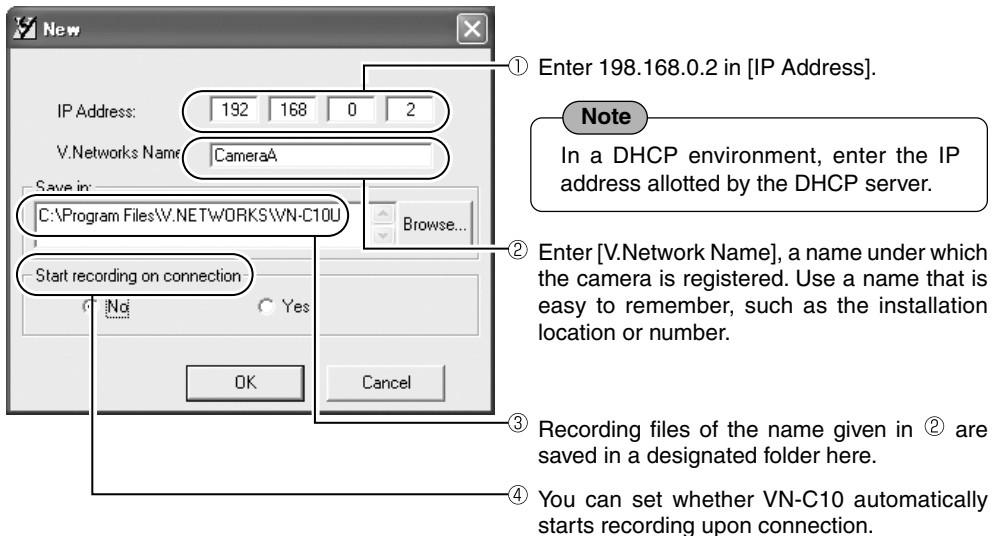 New
① Enter 198.168.0.2 in [IP Address].
IP Address: 192 168 0 2
Note
In a DHCP environment, enter the IP
address allotted by the DHCP server.
V.Networks Name CameraA
Save in:
C:\Program Files\V.NETWORKS\VN-C10U
Browse...
② Enter [V.Network Name], a name under which
the camera is registered. Use a name that is
easy to remember, such as the installation
location or number.
Start recording on connection
No Yes
OK Cancel
③ Recording files of the name given in ② are
saved in a designated folder here.
④ You can set whether VN-C10 automatically
starts recording upon connection.